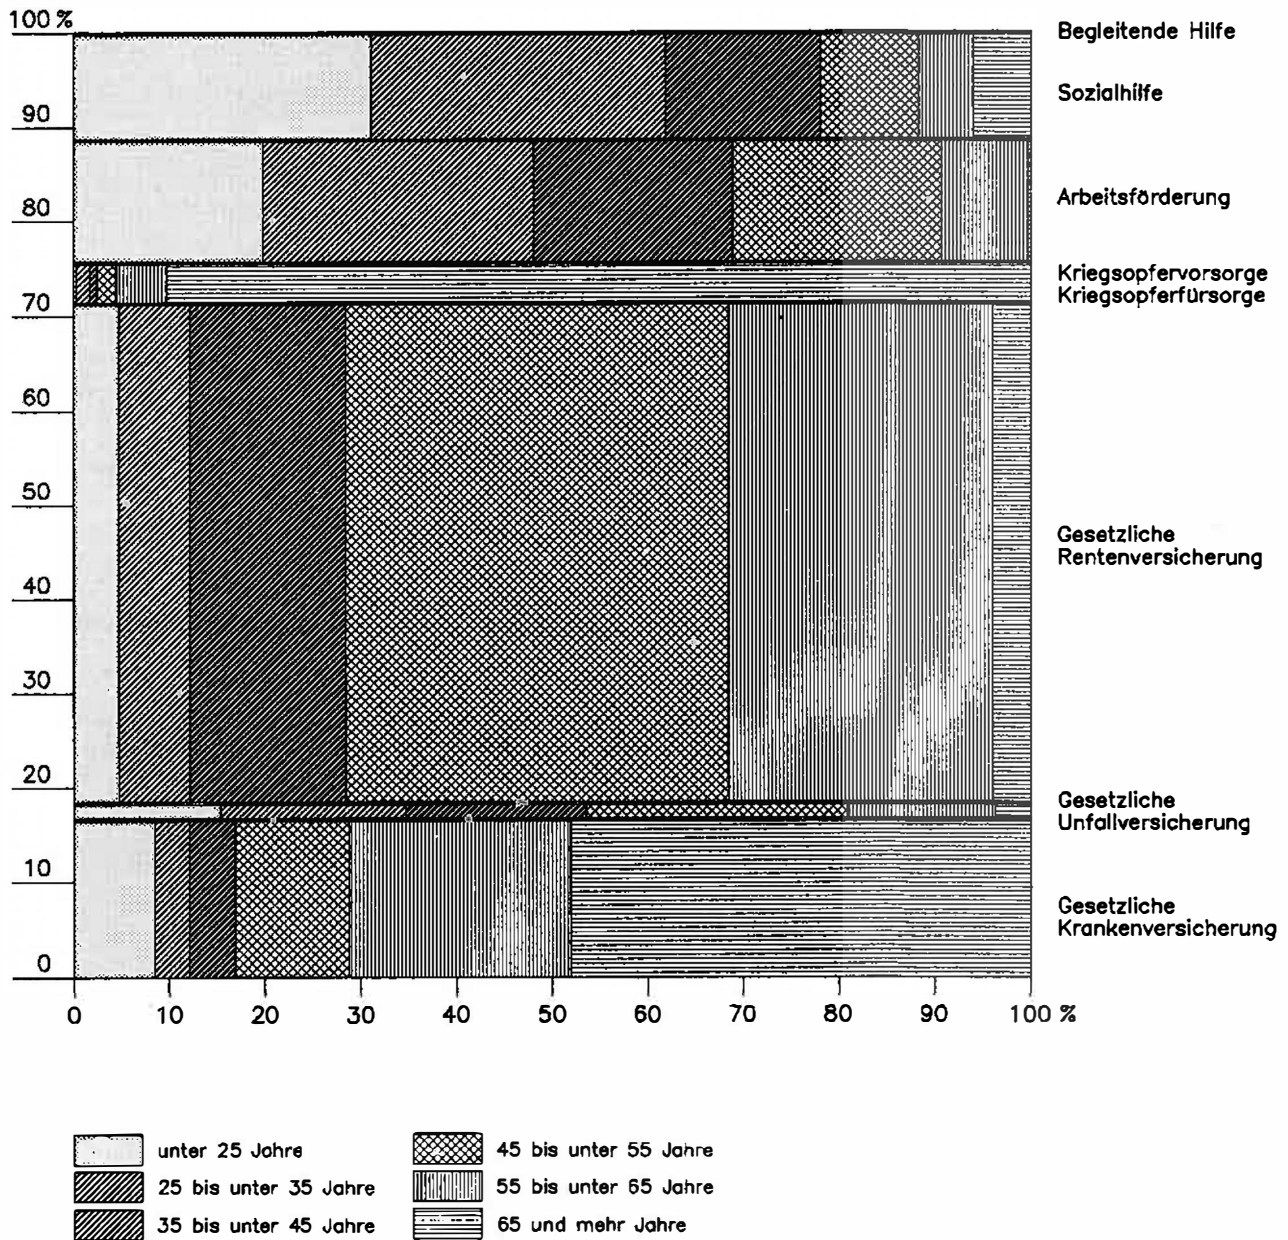 100 %
Begleitende Hilfe
Sozialhilfe
90
Arbeitsförderung
80
Kriegsopfervorsorge
Kriegsopferfürsorge
70
60
50
Gesetzliche
Rentenversicherung
40
30
20
Gesetzliche
Unfallversicherung
10
Gesetzliche
Krankenversicherung
0
0 10 20 30 40 50 60 70 80 90 100 %
unter 25 Jahre
25 bis unter 35 Jahre
35 bis unter 45 Jahre
45 bis unter 55 Jahre
55 bis unter 65 Jahre
65 und mehr Jahre